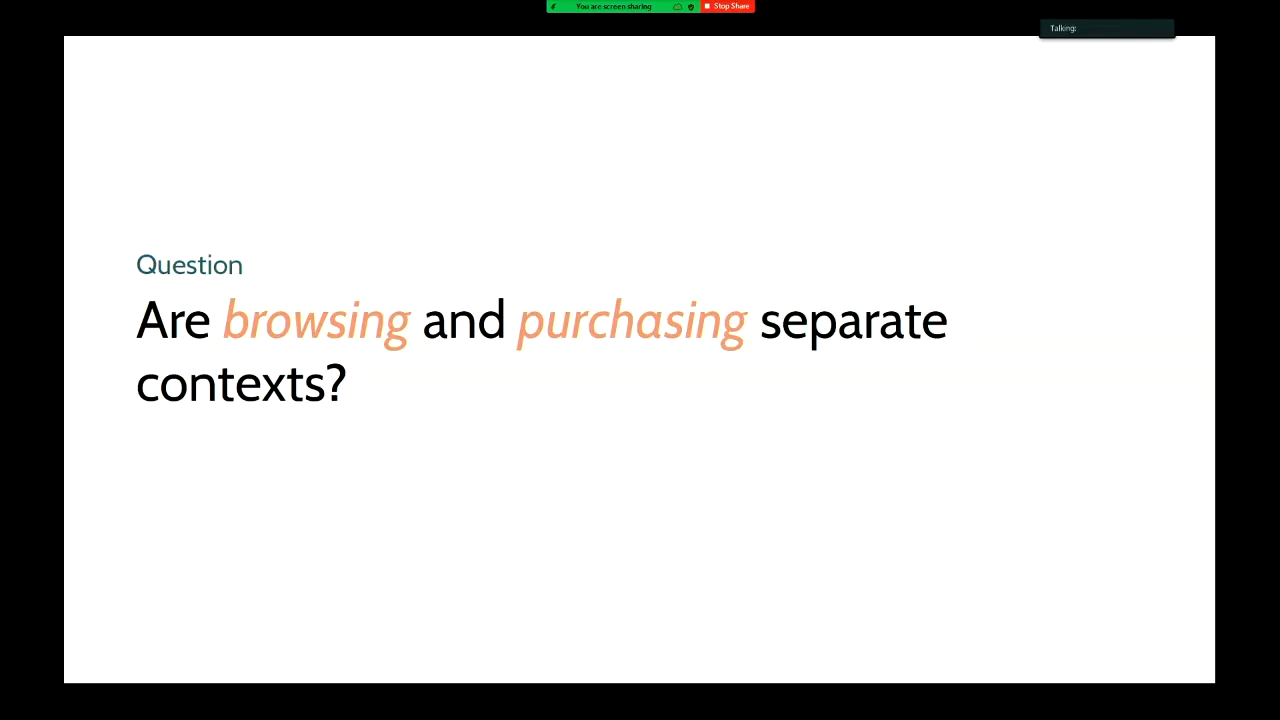 You are screen sharing
Stop Share
Talking:
Question
Are browsing and purchasing separate
contexts?